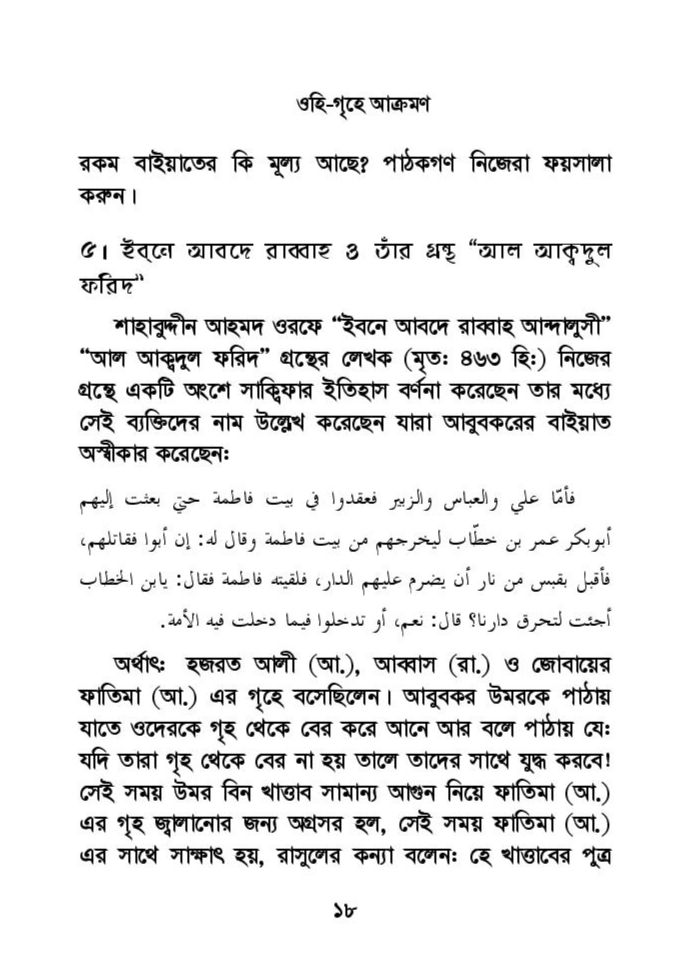 ওহি-গৃহে আক্রমণ
রকম বাইয়াতের কি মূল্য আছে? পাঠকগণ নিজেরা ফয়সালা
করুন।
৫। ইবনে আবদে রাব্বাহ ও তাঁর গ্রন্থ “আল আক্বদুল
ফরিদ”
শাহাবুদ্দীন আহমদ ওরফে “ইবনে আবদে রাব্বাহ আন্দালুসী”
“আল আক্বদুল ফরিদ” গ্রন্থের লেখক (মৃত: ৪৬৩ হি:) নিজের
গ্রন্থে একটি অংশে সাক্বিফার ইতিহাস বর্ণনা করেছেন তার মধ্যে
সেই ব্যক্তিদের নাম উল্লেখ করেছেন যারা আবুবকরের বাইয়াত
অস্বীকার করেছেন:
فأمّا علي والعباس والزبير فعقدوا في بيت فاطمة حتى بعثت إليهم
أبوبكر عمر بن خطّاب ليخرجهم من بيت فاطمة وقال له: إن أبوا فقاتلهم،
فأقبل بقبس من نار أن يضرم عليهم الدار، فلقيته فاطمة فقال: يابن الخطاب
أجئت لتحرق دارنا؟ قال: نعم، أو تدخلوا فيما دخلت فيه الأمة.
অর্থাৎ: হজরত আলী (আ.), আব্বাস (রা.) ও জোবায়ের
ফাতিমা (আ.) এর গৃহে বসেছিলেন। আবুবকর উমরকে পাঠায়
যাতে ওদেরকে গৃহ থেকে বের করে আনে আর বলে পাঠায় যে:
যদি তারা গৃহ থেকে বের না হয় তালে তাদের সাথে যুদ্ধ করবে!
সেই সময় উমর বিন খাত্তাব সামান্য আগুন নিয়ে ফাতিমা (আ.)
এর গৃহ জ্বালানোর জন্য অগ্রসর হল, সেই সময় ফাতিমা (আ.)
এর সাথে সাক্ষাৎ হয়, রাসুলের কন্যা বলেন: হে খাত্তাবের পুত্র
১৮